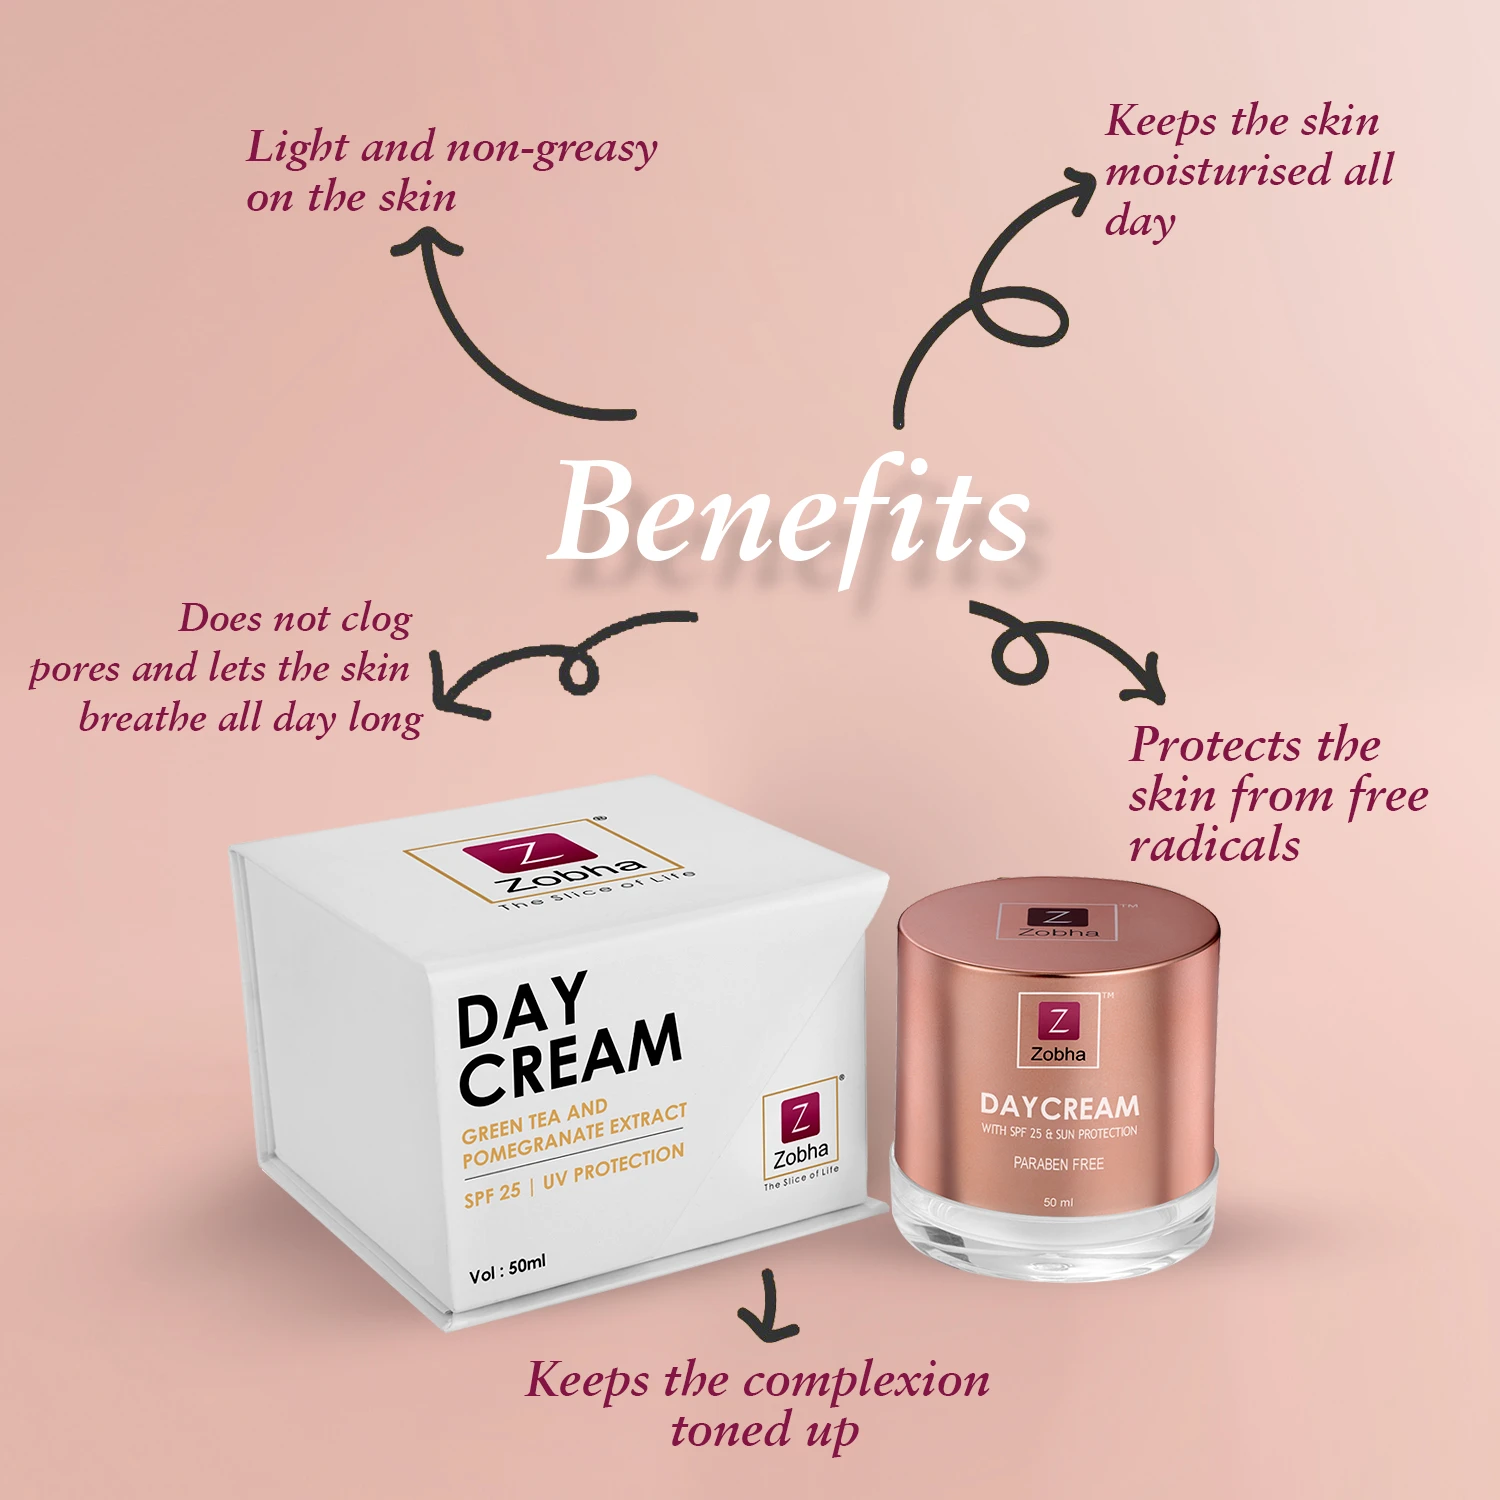 Light and non-greasy
on the skin
Keeps the skin
moisturised all
day
Benefits
Does not clog
pores and lets the skin
breathe all day long
Protects the
skin from free
radicals
Z
Zobha
®
The Slice of Life
DAY
CREAM
GREEN TEA AND
POMEGRANATE EXTRACT
SPF 25 | UV PROTECTION
Vol : 50ml
Z
Zobha
®
The Slice of Life
Z
Zobha
TM
Z
Zobha
TM
DAYCREAM
WITH SPF 25 & SUN PROTECTION
PARABEN FREE
50 ml
Keeps the complexion
toned up